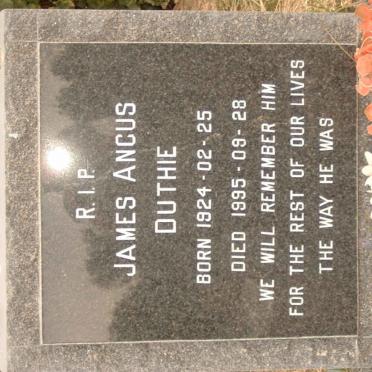 R.I.P.
JAMES ANGUS
DUTHIE
BORN 1924-02-25
DIED 1995-09-28
WE WILL REMEMBER HIM
FOR THE REST OF OUR LIVES
THE WAY HE WAS